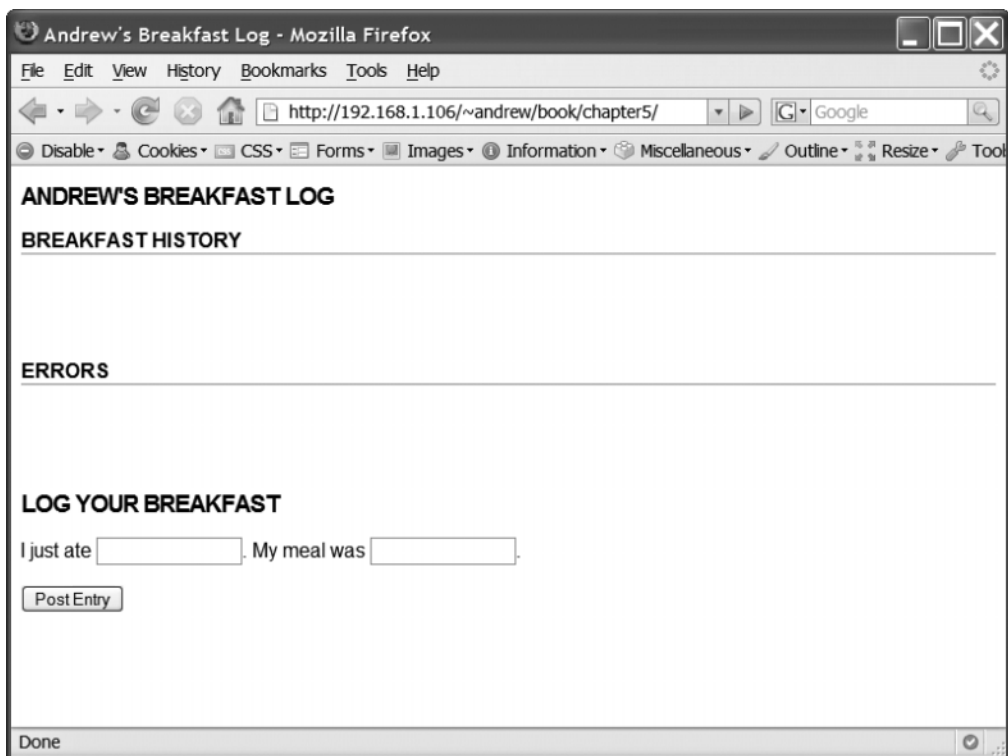 Andrew's Breakfast Log - Mozilla Firefox
File Edit View History Bookmarks Tools Help
http://192.168.1.106/~andrew/book/chapter5/ G Google
Disable Cookies CSS Forms Images Information Miscellaneous Outline Resize Tool
ANDREW'S BREAKFAST LOG
BREAKFAST HISTORY
ERRORS
LOG YOUR BREAKFAST
I just ate . My meal was .
Post Entry
Done